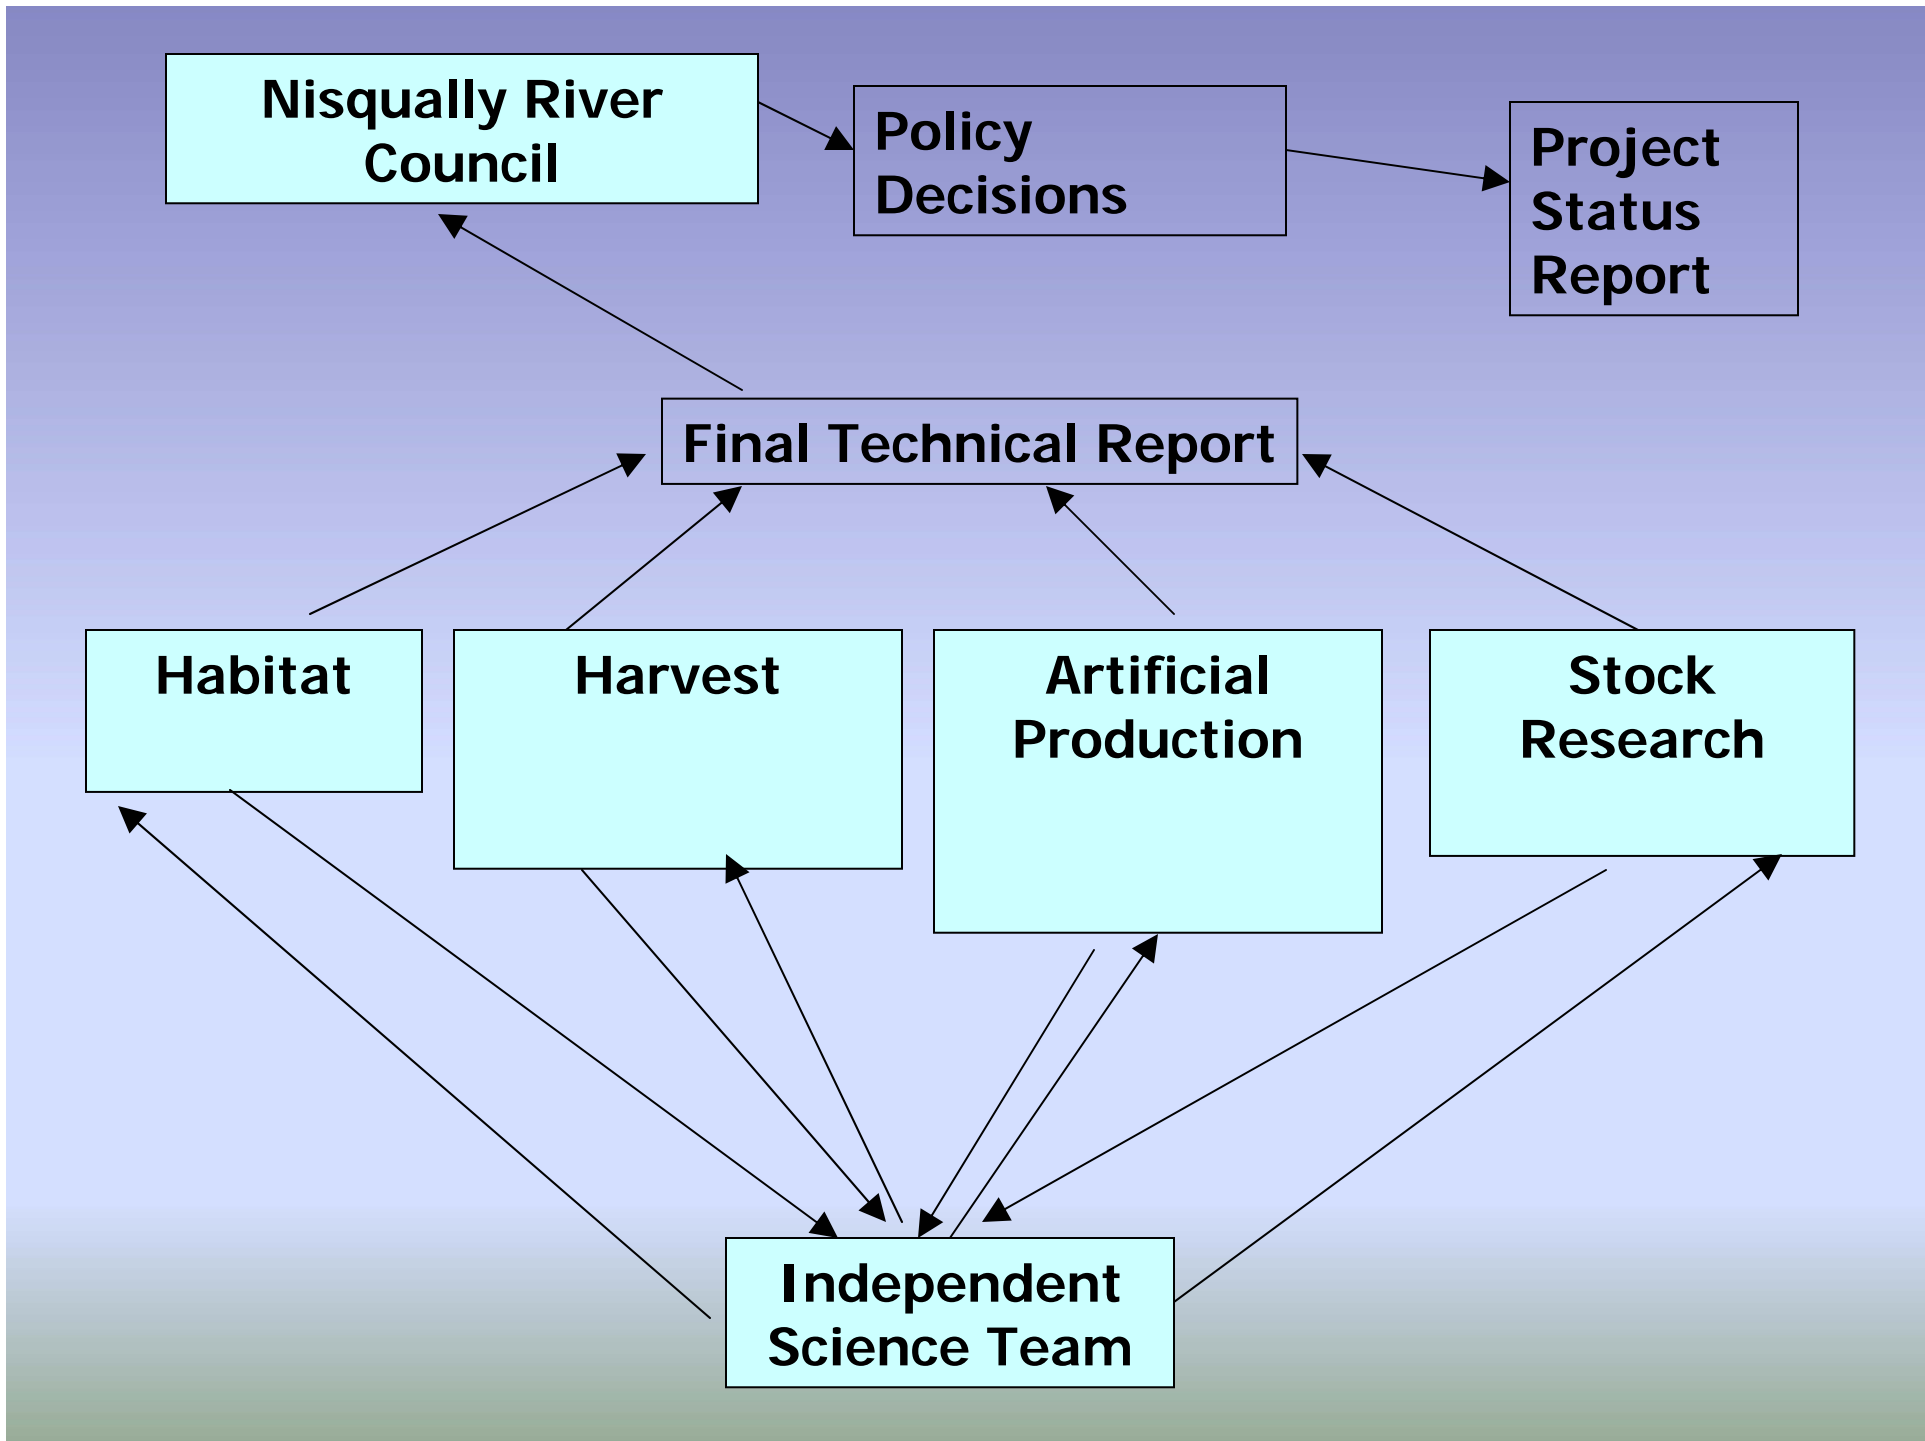 Nisqually River
Council
Policy
Decisions
Project
Status
Report
Final Technical Report
Habitat
Harvest
Artificial
Production
Stock
Research
Independent
Science Team